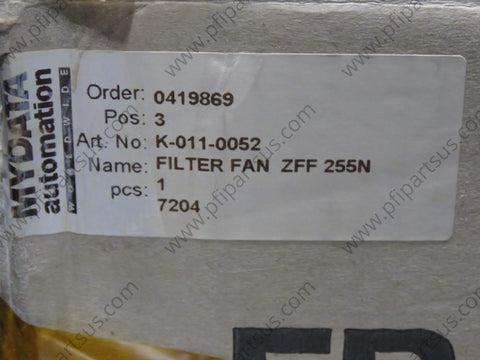 MYDATA
automation
WORLDWIDE
Order: 0419869
Pos: 3
Art. No: K-011-0052
Name: FILTER FAN ZFF 255N
pcs: 1
7204
www.pfipartsus.com